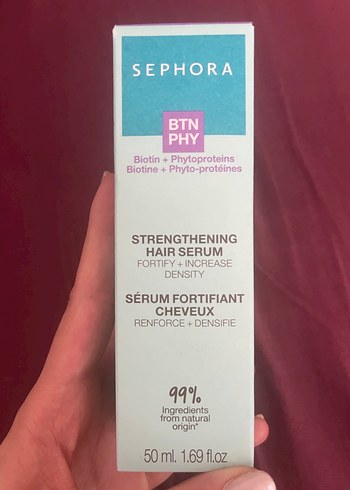 SEPHORA
BTN
PHY
Biotin + Phytoproteins
Biotine + Phyto-protéines
STRENGTHENING
HAIR SERUM
FORTIFY + INCREASE
DENSITY
SÉRUM FORTIFIANT
CHEVEUX
RENFORCE + DENSIFIE
99%
Ingredients
from natural
origin*
50 ml. 1.69 fl.oz